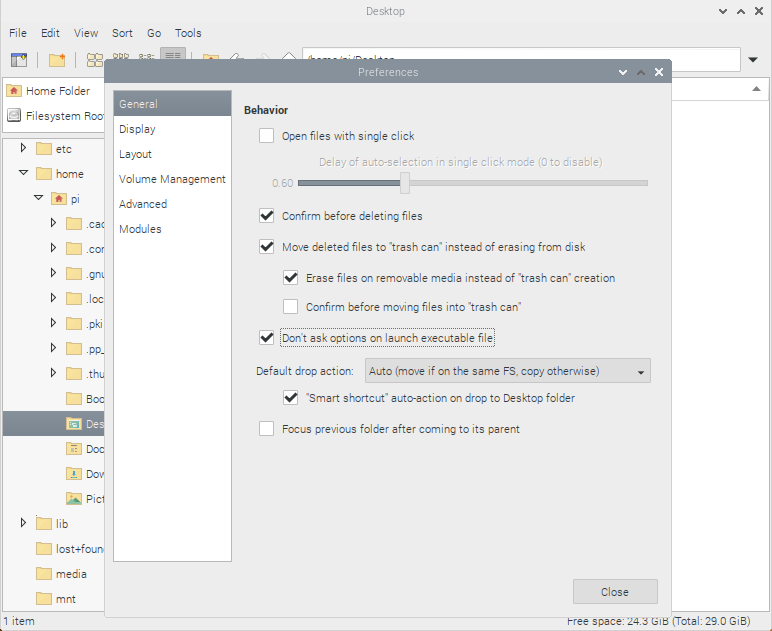 Desktop
File Edit View Sort Go Tools
/home/pi/Desktop
Preferences
Home Folder
Filesystem Root
etc
home
pi
.cac
.con
.gnu
.loc
.pki
.pp_
.thu
Boo
Des
Doc
Dow
Pict
lib
lost+foun
media
mnt
General
Display
Layout
Volume Management
Advanced
Modules
Behavior
Open files with single click
Delay of auto-selection in single click mode (0 to disable)
0.60
Confirm before deleting files
Move deleted files to "trash can" instead of erasing from disk
Erase files on removable media instead of "trash can" creation
Confirm before moving files into "trash can"
Don't ask options on launch executable file
Default drop action: Auto (move if on the same FS, copy otherwise)
"Smart shortcut" auto-action on drop to Desktop folder
Focus previous folder after coming to its parent
Close
1 item
Free space: 24.3 GiB (Total: 29.0 GiB)